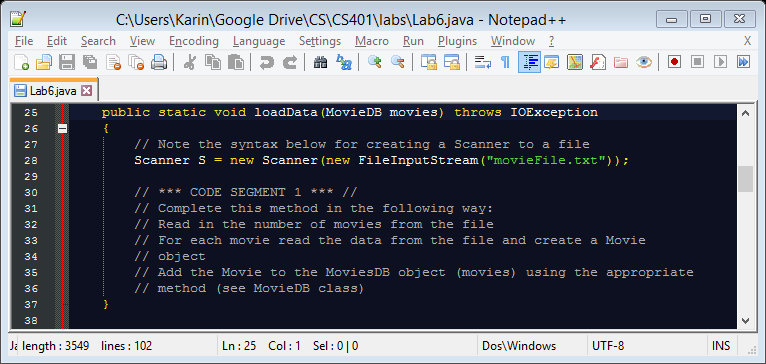 C:\Users\Karin\Google Drive\CS\CS401\labs\Lab6.java - Notepad++
File Edit Search View Encoding Language Settings Macro Run Plugins Window ? X
Lab6.java
25 public static void loadData(MovieDB movies) throws IOException
26 {
27 // Note the syntax below for creating a Scanner to a file
28 Scanner S = new Scanner(new FileInputStream("movieFile.txt"));
29
30 // *** CODE SEGMENT 1 *** //
31 // Complete this method in the following way:
32 // Read in the number of movies from the file
33 // For each movie read the data from the file and create a Movie
34 // object
35 // Add the Movie to the MoviesDB object (movies) using the appropriate
36 // method (see MovieDB class)
37 }
38
Ja length : 3549 lines : 102 Ln : 25 Col : 1 Sel : 0 | 0 Dos\Windows UTF-8 INS